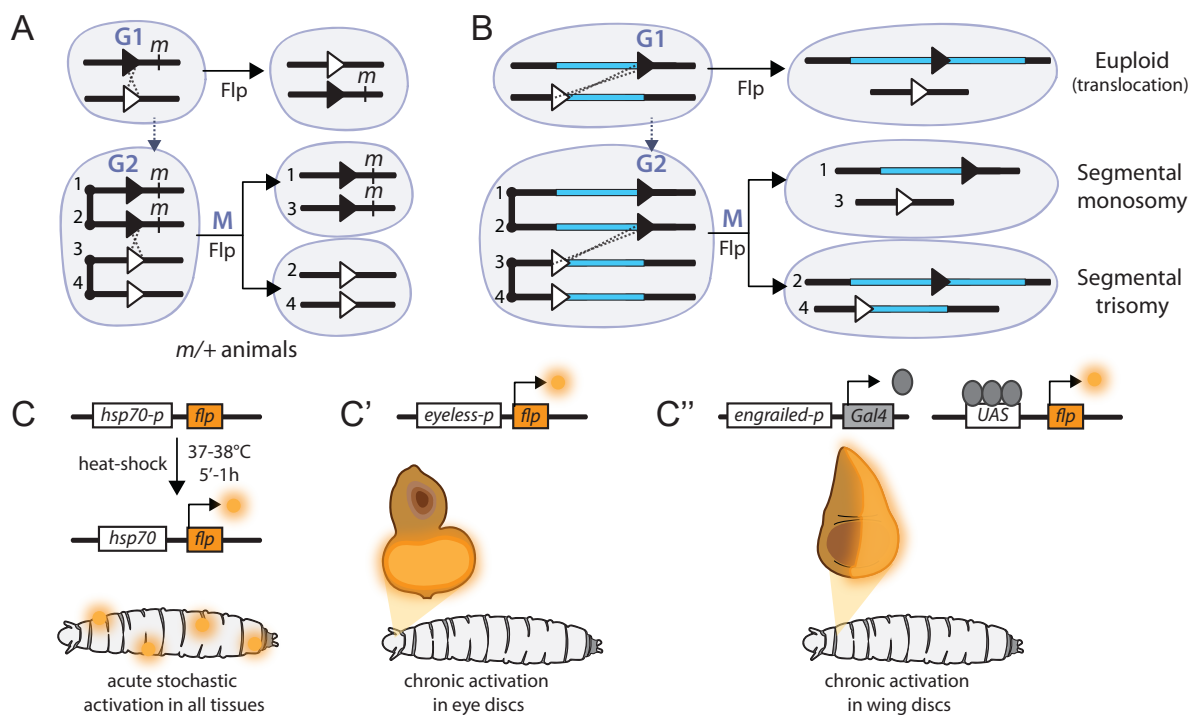 A
G1
m
Flp
m
G2
1
m
2
m
3
4
M
Flp
1
m
3
m
2
4
m/+ animals
B
G1
Flp
Euploid
(translocation)
G2
1
2
3
4
M
Flp
1
3
Segmental
monosomy
2
4
Segmental
trisomy
C
hsp70-p
flp
heat-shock
37-38°C
5'-1h
hsp70
flp
acute stochastic
activation in all tissues
C'
eyeless-p
flp
chronic activation
in eye discs
C''
engrailed-p
Gal4
UAS
flp
chronic activation
in wing discs